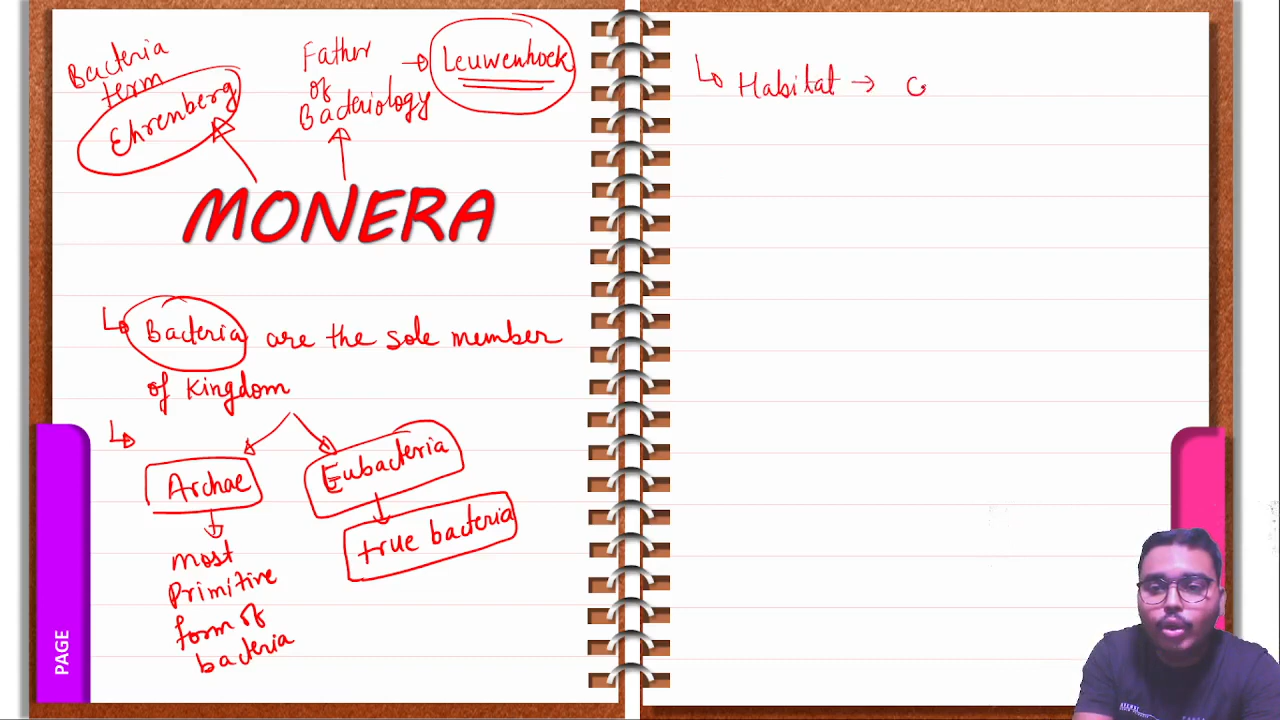 Bacteria
term
Ehrenberg
Father
of
Bacteriology
Leuwenhoek
MONERA
Bacteria are the sole member
of Kingdom
Archae
most
Primitive
form of
bacteria
Eubacteria
true bacteria
PAGE
Habitat → C